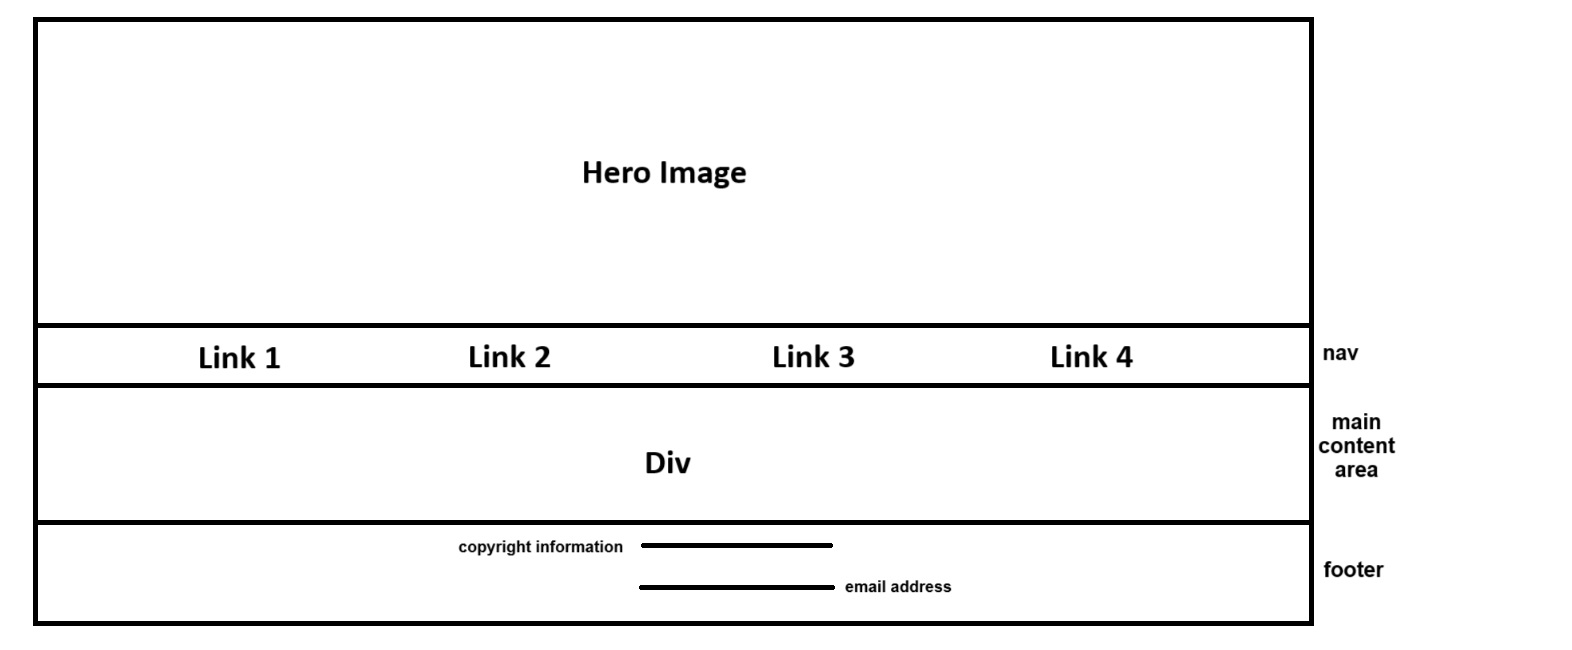 Hero Image
Link 1 Link 2 Link 3 Link 4
nav
main
content
area
Div
copyright information
email address
footer